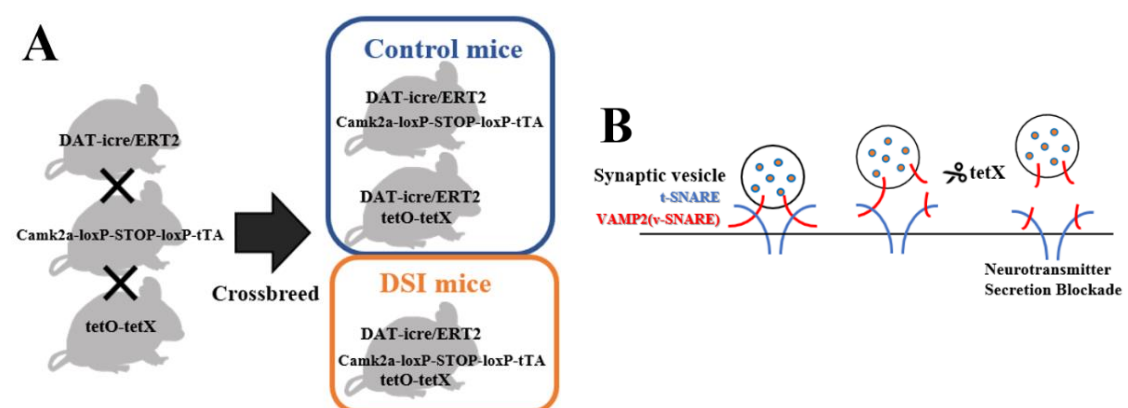 A
DAT-icre/ERT2
Camk2a-loxP-STOP-loxP-tTA
tetO-tetX
Crossbreed
Control mice
DAT-icre/ERT2
Camk2a-loxP-STOP-loxP-tTA
DAT-icre/ERT2
tetO-tetX
DSI mice
DAT-icre/ERT2
Camk2a-loxP-STOP-loxP-tTA
tetO-tetX
B
Synaptic vesicle
t-SNARE
VAMP2(v-SNARE)
tetX
Neurotransmitter
Secretion Blockade